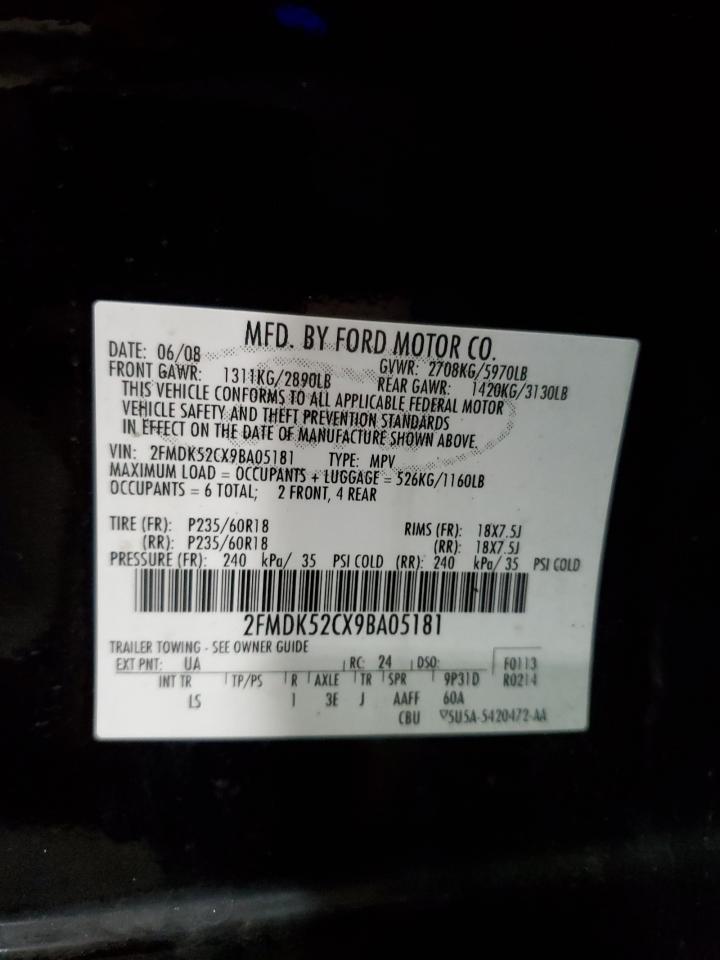 MFD. BY FORD MOTOR CO.
DATE: 06/08 GVWR: 2708KG/5970LB
FRONT GAWR: 1311KG/2890LB REAR GAWR: 1420KG/3130LB
THIS VEHICLE CONFORMS TO ALL APPLICABLE FEDERAL MOTOR
VEHICLE SAFETY AND THEFT PREVENTION STANDARDS
IN EFFECT ON THE DATE OF MANUFACTURE SHOWN ABOVE.
VIN: 2FMDK52CX9BA05181 TYPE: MPV
MAXIMUM LOAD = OCCUPANTS + LUGGAGE = 526KG/1160LB
OCCUPANTS = 6 TOTAL; 2 FRONT, 4 REAR
TIRE (FR): P235/60R18 RIMS (FR): 18X7.5J
(RR): P235/60R18 (RR): 18X7.5J
PRESSURE (FR): 240 kPa/ 35 PSI COLD (RR): 240 kPa/ 35 PSI COLD
2FMDK52CX9BA05181
TRAILER TOWING - SEE OWNER GUIDE
EXT PNT: UA RC: 24 DSO: F0113
INT TR TP/PS R AXLE TR SPR 9P31D R0214
LS I 3E J AAFF 60A
CBU 5U5A-5420472-AA